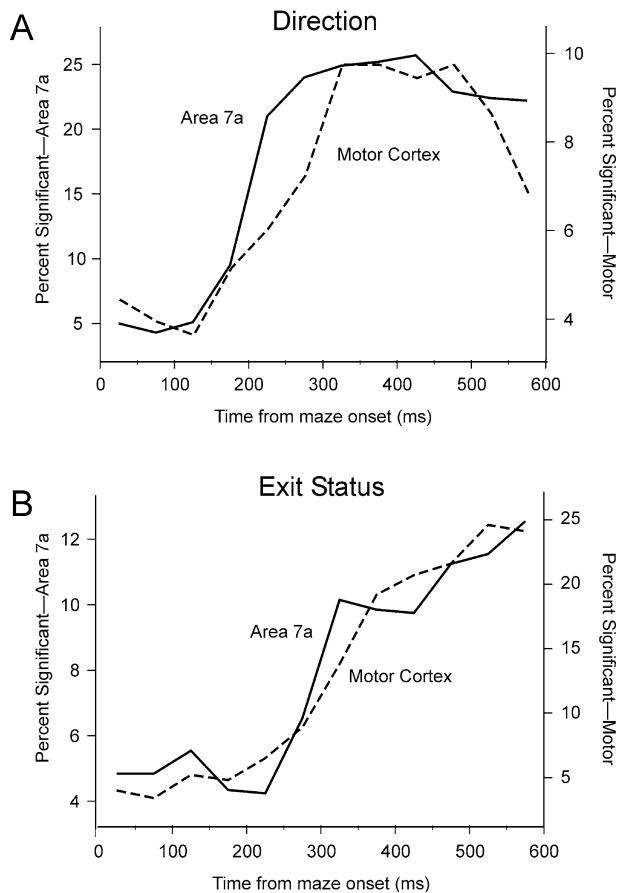 A
Direction
Percent Significant—Area 7a
25
20
15
10
5
Area 7a
Motor Cortex
10
8
6
4
Percent Significant—Motor
0 100 200 300 400 500 600
Time from maze onset (ms)
B
Exit Status
Percent Significant—Area 7a
12
10
8
6
4
Area 7a
Motor Cortex
25
20
15
10
5
Percent Significant—Motor
0 100 200 300 400 500 600
Time from maze onset (ms)